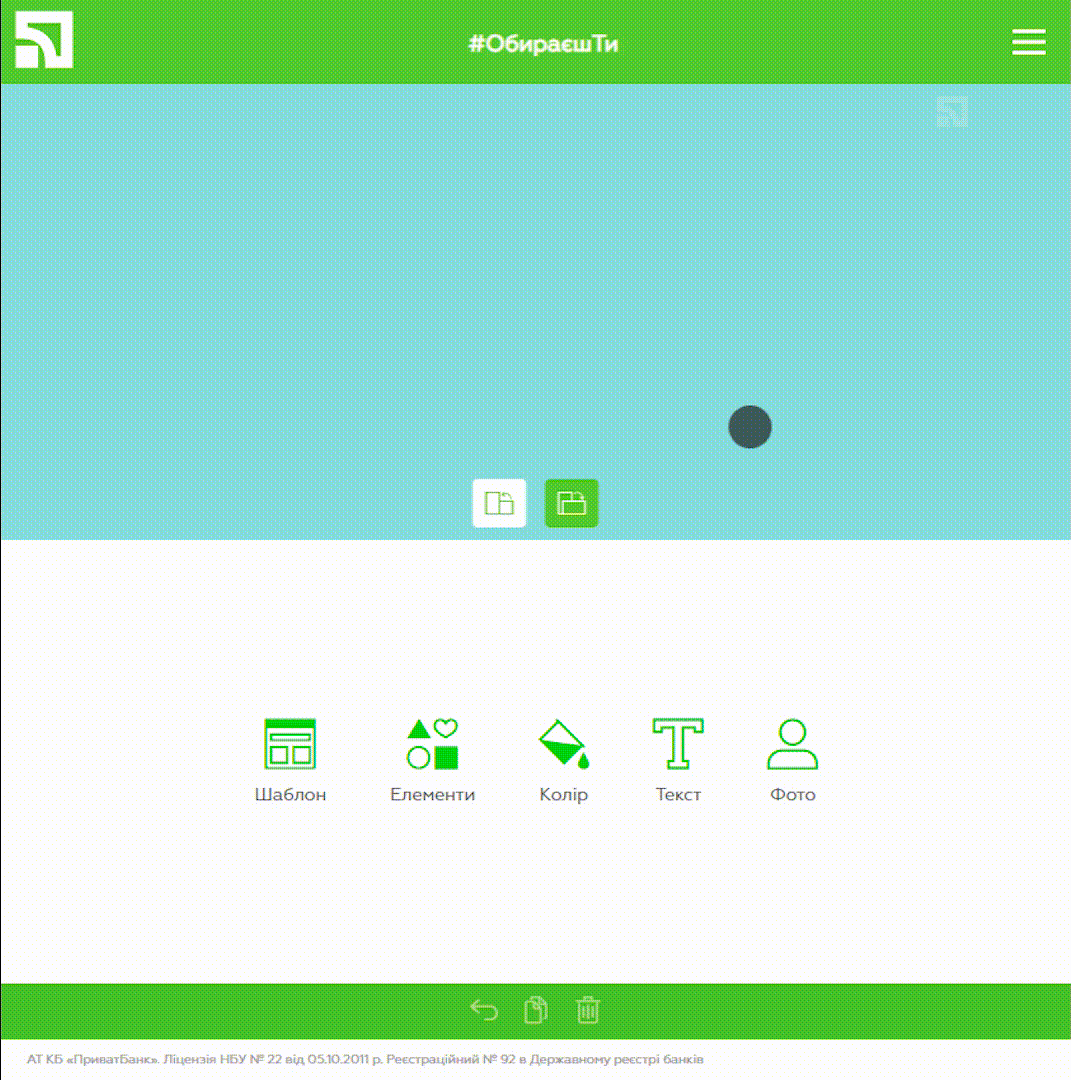 #ОбираєшТи
Шаблон
Елементи
Колір
Текст
Фото
АТ КБ «ПриватБанк». Ліцензія НБУ № 22 від 05.10.2011 р. Реєстраційний № 92 в Державному реєстрі банків